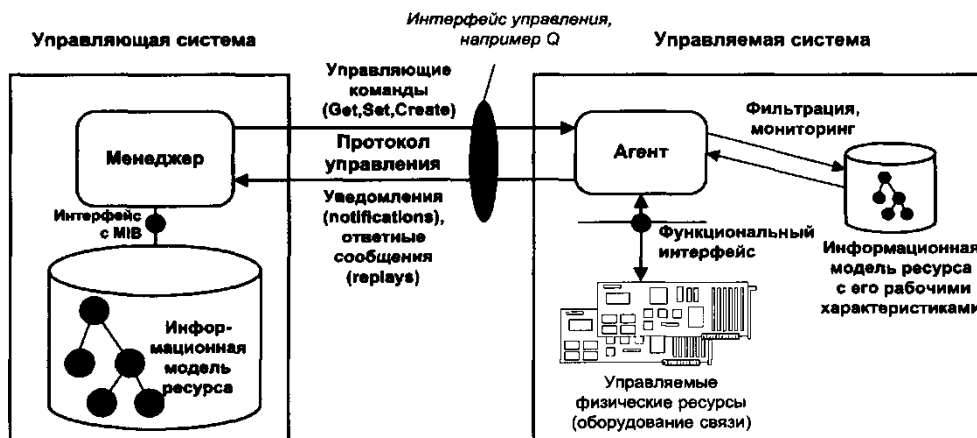 Интерфейс управления,
например Q
Управляющая система
Управляемая система
Управляющие
команды
(Get,Set,Create)
Протокол
управления
Уведомления
(notifications),
ответные
сообщения
(replays)
Менеджер
Интерфейс
с MIB
Инфор-
мационная
модель
ресурса
Агент
Фильтрация,
мониторинг
Функциональный
интерфейс
Информационная
модель ресурса
с его рабочими
характеристиками
Управляемые
физические ресурсы
(оборудование связи)